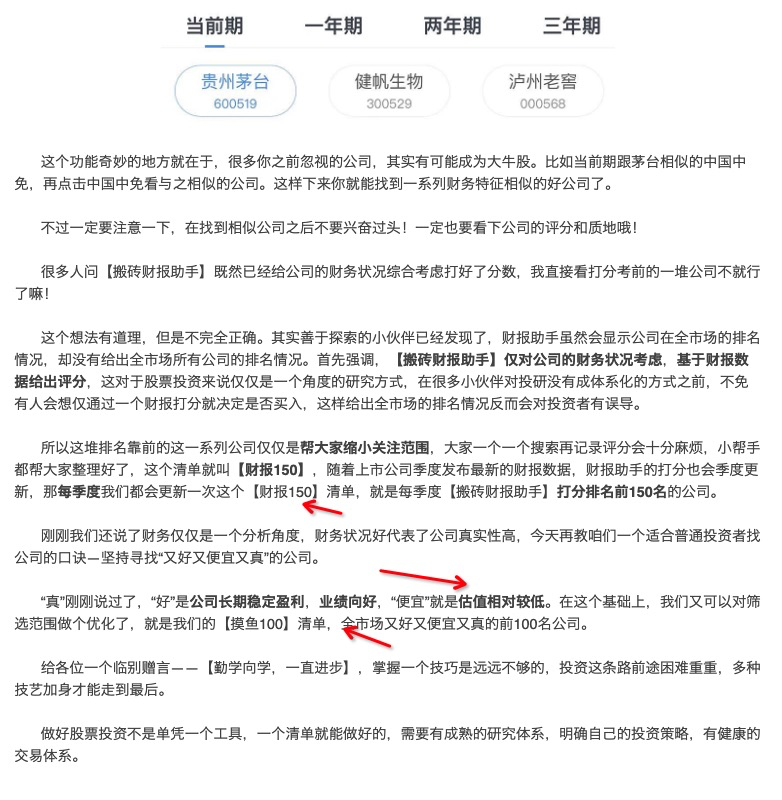 当前期 一年期 两年期 三年期
贵州茅台 健帆生物 泸州老窖
600519 300529 000568
这个功能奇妙的地方就在于，很多你之前忽视的公司，其实有可能成为大牛股。比如当前期跟茅台相似的中国中
免，再点击中国中免看与之相似的公司。这样下来你就能找到一系列财务特征相似的好公司了。
不过一定要注意一下，在找到相似公司之后不要兴奋过头！一定也要看下公司的评分和质地哦！
很多人问【搬砖财报助手】既然已经给公司的财务状况综合考虑打好了分数，我直接看打分考前的一堆公司不就行
了嘛！
这个想法有道理，但是不完全正确。其实善于探索的小伙伴已经发现了，财报助手虽然会显示公司在全市场的排名
情况，却没有给出全市场所有公司的排名情况。首先强调，【搬砖财报助手】仅对公司的财务状况考虑，基于财报数
据给出评分，这对于股票投资来说仅仅是一个角度的研究方式，在很多小伙伴对投研没有成体系化的方式之前，不免
有人会想仅通过一个财报打分就决定是否买入，这样给出全市场的排名情况反而会对投资者有误导。
所以这堆排名靠前的这一系列公司仅仅是帮大家缩小关注范围，大家一个一个搜索再记录评分会十分麻烦，小帮手
都帮大家整理好了，这个清单就叫【财报150】，随着上市公司季度发布最新的财报数据，财报助手的打分也会季度更
新，那每季度我们都会更新一次这个【财报150】清单，就是每季度【搬砖财报助手】打分排名前150名的公司。
刚刚我们还说了财务仅仅是一个分析角度，财务状况好代表了公司真实性高，今天再教咱们一个适合普通投资者找
公司的口诀—坚持寻找“又好又便宜又真”的公司。
“真”刚刚说过了，“好”是公司长期稳定盈利，业绩向好，“便宜”就是估值相对较低。在这个基础上，我们又可以对筛
选范围做个优化了，就是我们的【摸鱼100】清单，全市场又好又便宜又真的前100名公司。
给各位一个临别赠言——【勤学向学，一直进步】，掌握一个技巧是远远不够的，投资这条路前途困难重重，多种
技艺加身才能走到最后。
做好股票投资不是单凭一个工具，一个清单就能做好的，需要有成熟的研究体系，明确自己的投资策略，有健康的
交易体系。